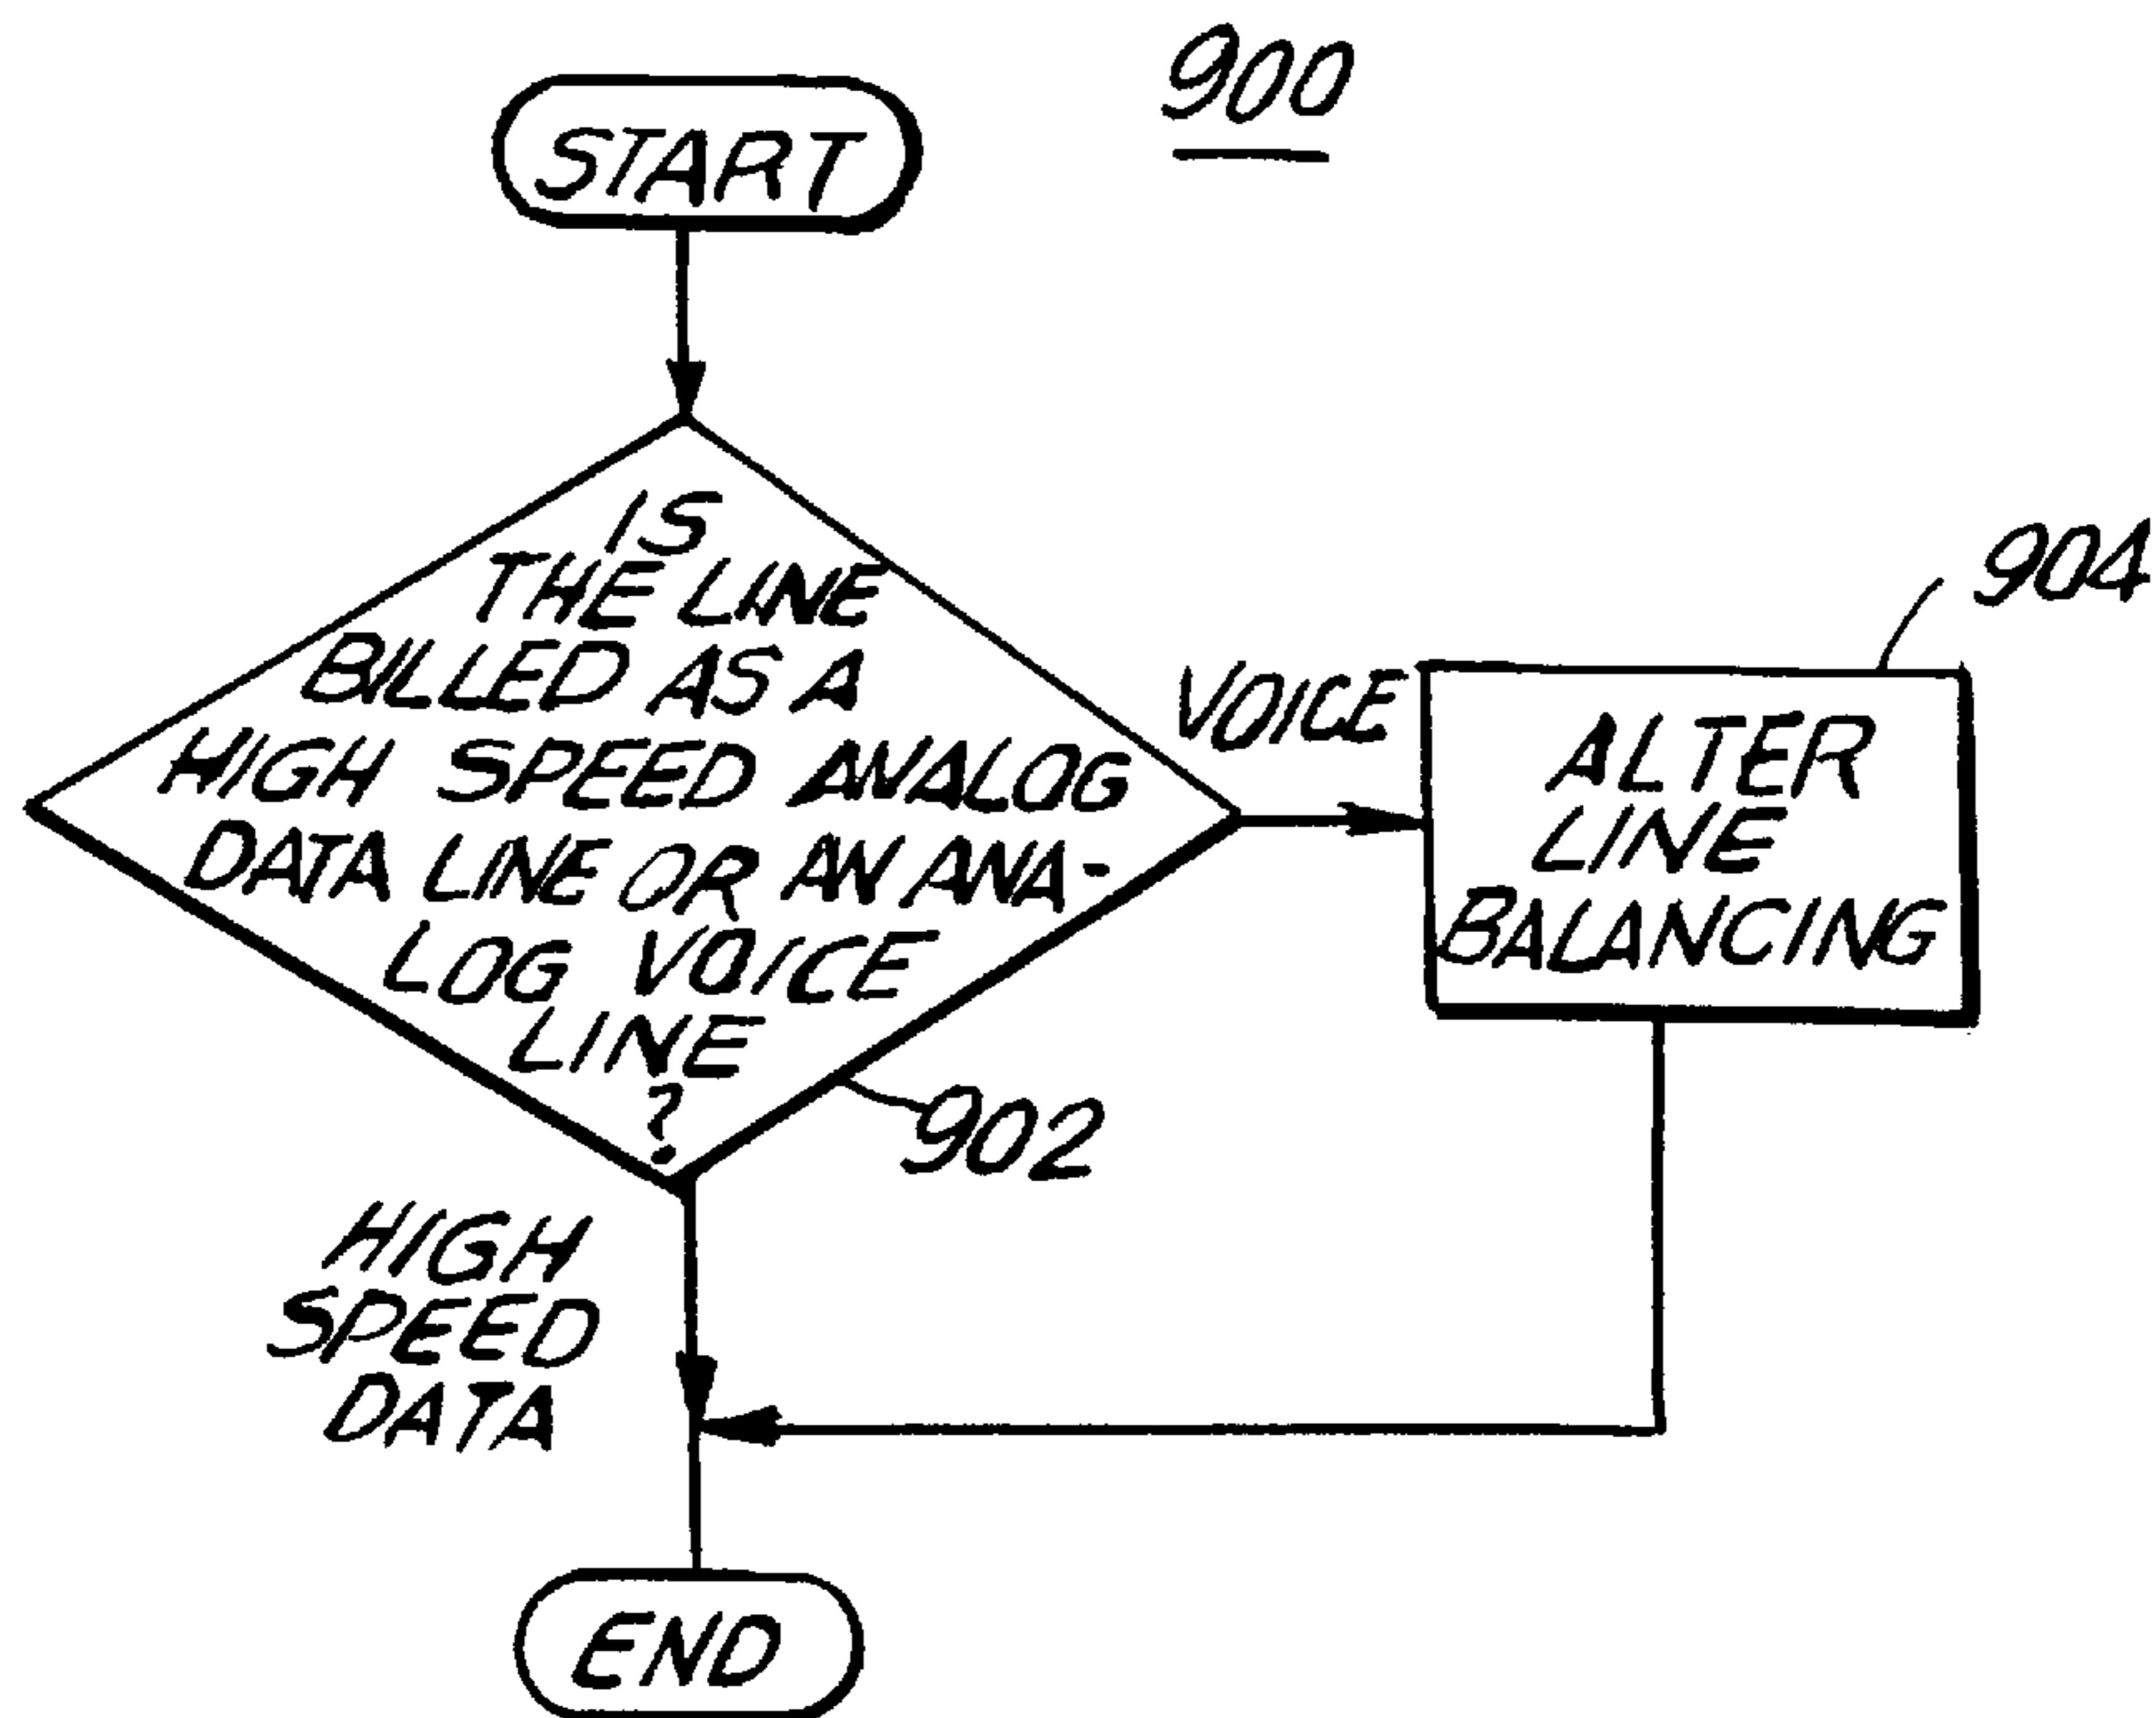 900
START
IS
THE LINE
BILLED AS A
HIGH SPEED ANALOG
DATA LINE OR AN ANA-
LOG VOICE
LINE
?
902
VOICE
904
ALTER
LINE
BALANCING
HIGH
SPEED
DATA
END